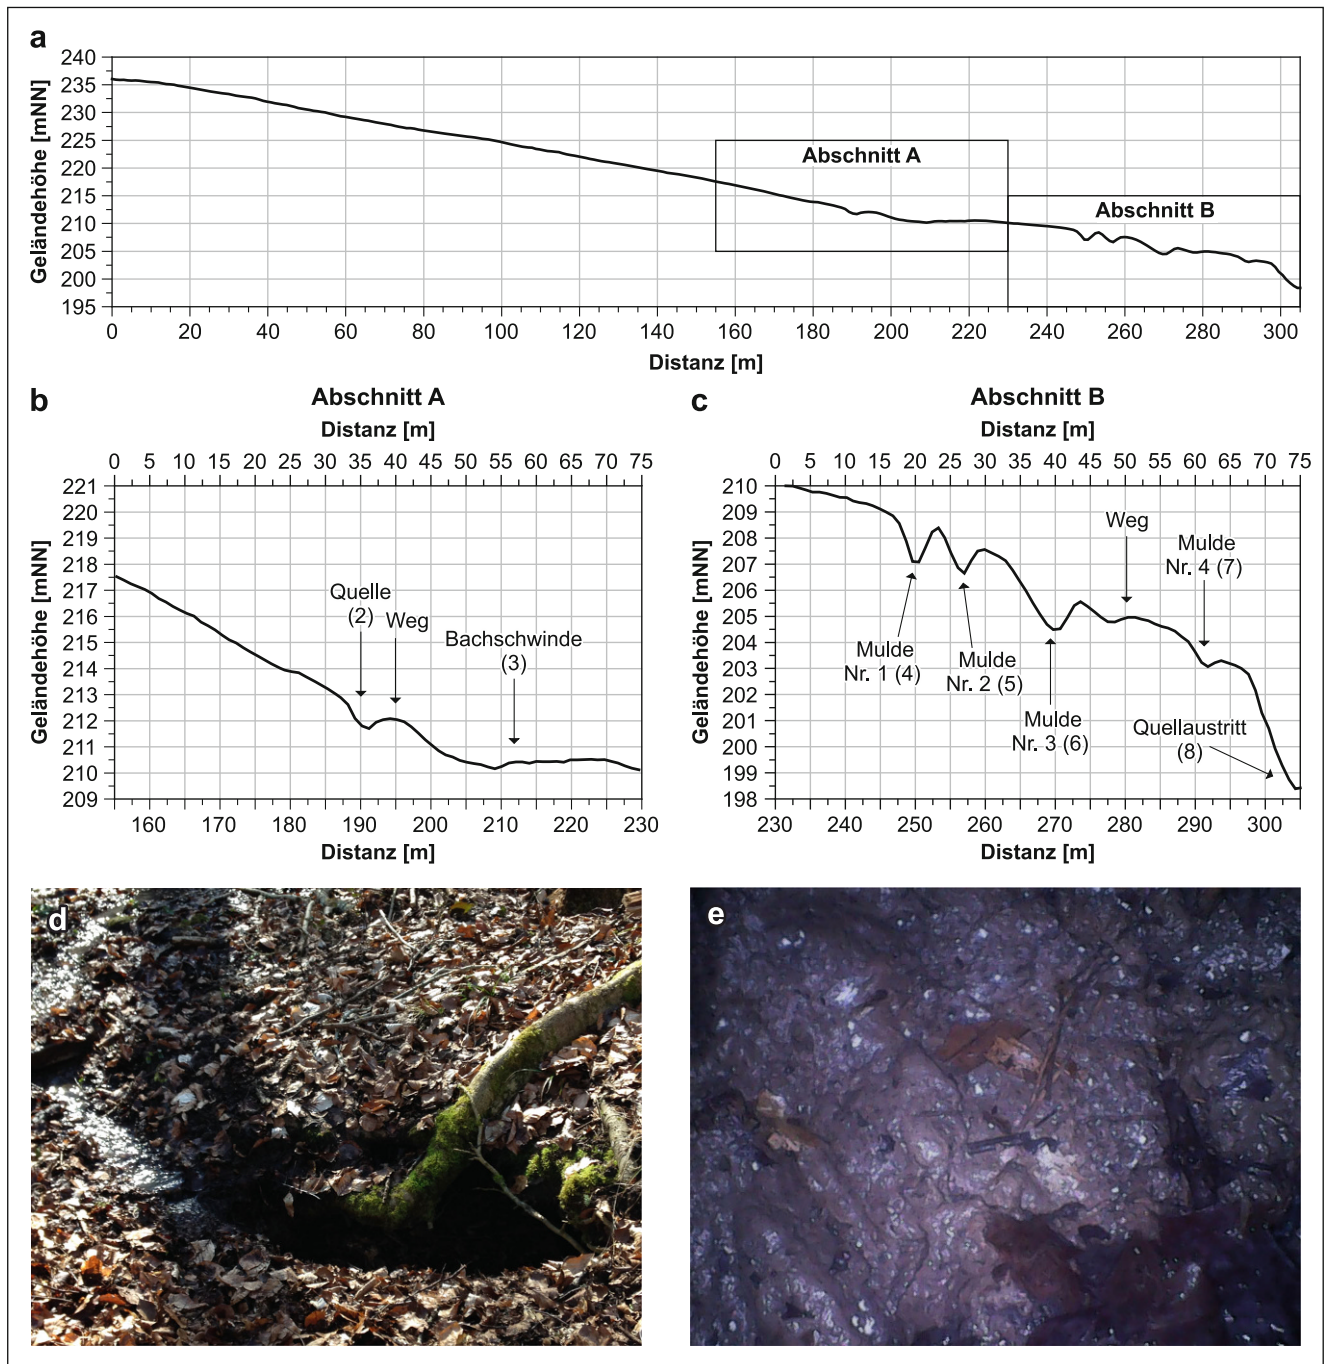 a
Geländehöhe [mNN]
240
235
230
225
220
215
210
205
200
195
Abschnitt A
Abschnitt B
0 20 40 60 80 100 120 140 160 180 200 220 240 260 280 300
Distanz [m]
b
Abschnitt A
Distanz [m]
0 5 10 15 20 25 30 35 40 45 50 55 60 65 70 75
Geländehöhe [mNN]
221
220
219
218
217
216
215
214
213
212
211
210
209
Quelle
(2)
Weg
Bachschwinde
(3)
160 170 180 190 200 210 220 230
Distanz [m]
c
Abschnitt B
Distanz [m]
0 5 10 15 20 25 30 35 40 45 50 55 60 65 70 75
Geländehöhe [mNN]
210
209
208
207
206
205
204
203
202
201
200
199
198
Weg
Mulde
Nr. 4 (7)
Mulde
Nr. 1 (4)
Mulde
Nr. 2 (5)
Mulde
Nr. 3 (6)
Quellaustritt
(8)
230 240 250 260 270 280 290 300
Distanz [m]
d
e